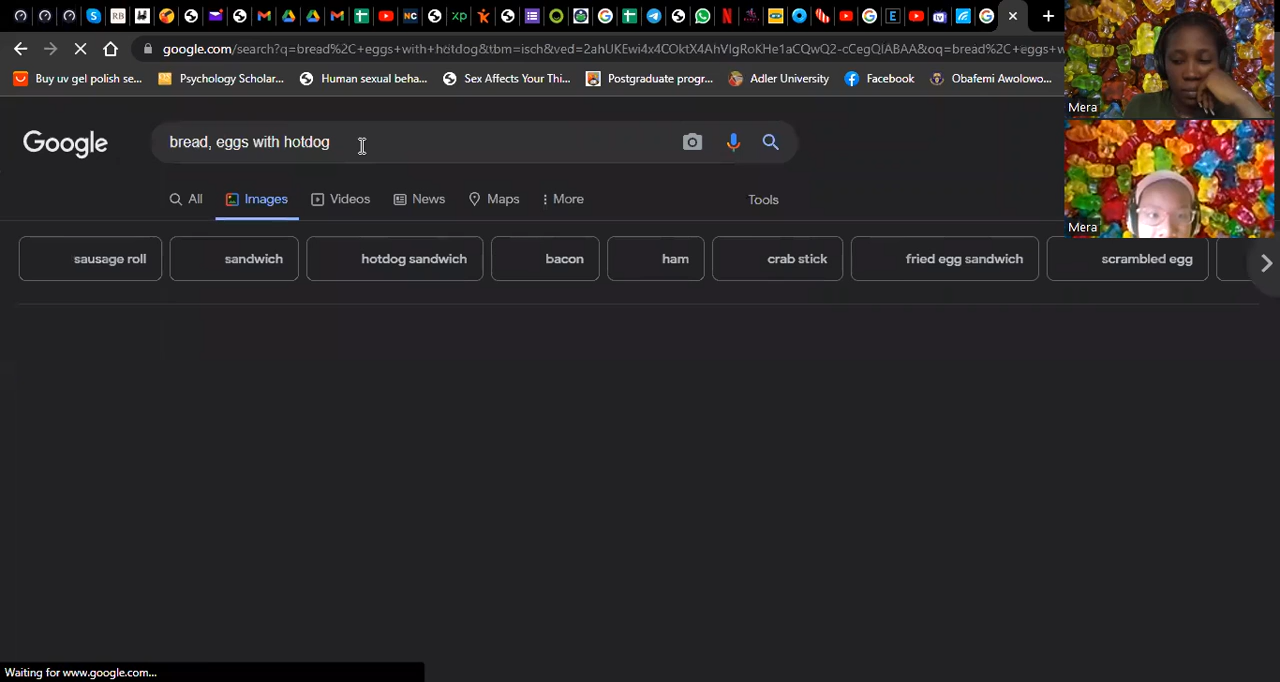 google.com/search?q=bread%2C+eggs+with+hotdog&tbm=isch&ved=2ahUKEwi4x4COktX4AhVIgRoKHe1aCQwQ2-cCegQIABAA&oq=bread%2C+eggs+w
Buy uv gel polish se...
Psychology Scholar...
Human sexual beha...
Sex Affects Your Thi...
Postgraduate progr...
Adler University
Facebook
Obafemi Awolowo...
Mera
Google
bread, eggs with hotdog
All
Images
Videos
News
Maps
More
Tools
Mera
sausage roll
sandwich
hotdog sandwich
bacon
ham
crab stick
fried egg sandwich
scrambled egg
Waiting for www.google.com...